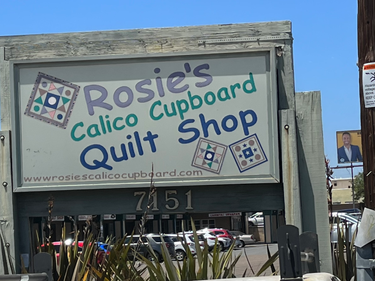 Rosie's
Calico Cupboard
Quilt Shop
www.rosiescalicocupboard.com
7151